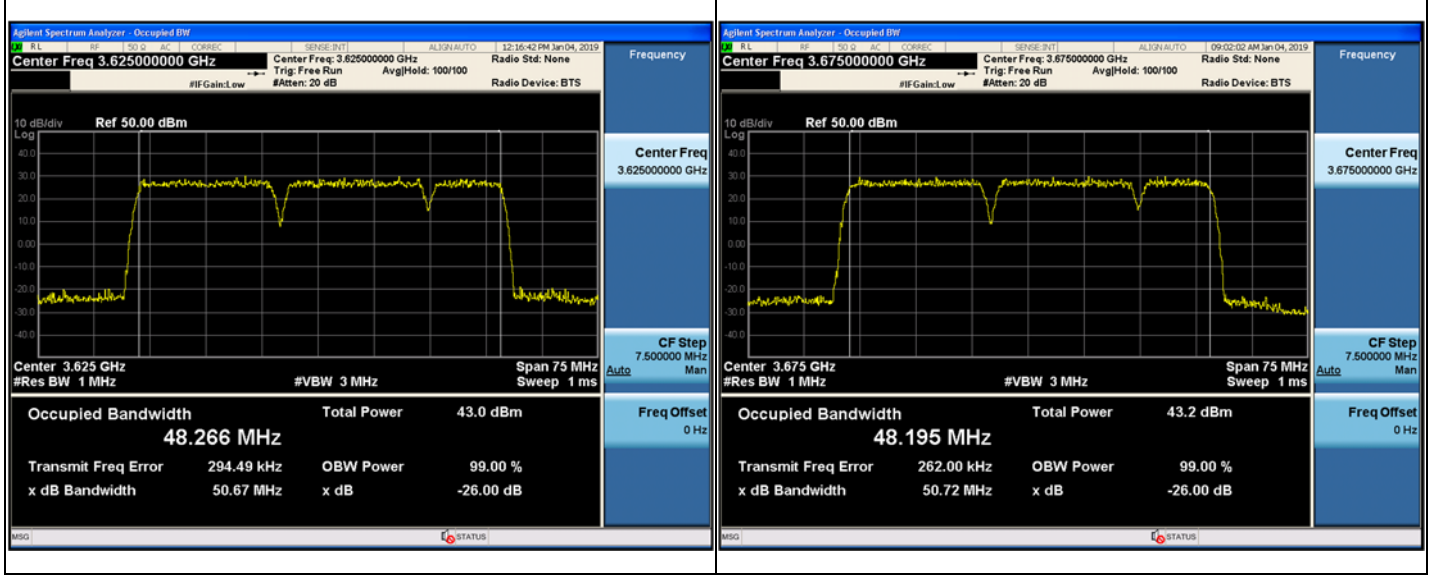 Agilent Spectrum Analyzer - Occupied BW
RL RF 50 Ω AC CORREC SENSE:INT ALIGN AUTO 12:16:42 PM Jan 04, 2019
Center Freq 3.625000000 GHz
Center Freq: 3.625000000 GHz Radio Std: None
Trig: Free Run Avg|Hold: 100/100
#IFGain:Low #Atten: 20 dB Radio Device: BTS
10 dB/div Ref 50.00 dBm
Log
40.0
30.0
20.0
10.0
0.00
-10.0
-20.0
-30.0
-40.0
Center 3.625 GHz Span 75 MHz
#Res BW 1 MHz #VBW 3 MHz Sweep 1 ms
Occupied Bandwidth Total Power 43.0 dBm
48.266 MHz
Transmit Freq Error 294.49 kHz OBW Power 99.00 %
x dB Bandwidth 50.67 MHz x dB -26.00 dB
MSG STATUS
Frequency
Center Freq
3.625000000 GHz
CF Step
7.500000 MHz
Auto Man
Freq Offset
0 Hz
Agilent Spectrum Analyzer - Occupied BW
RL RF 50 Ω AC CORREC SENSE:INT ALIGN AUTO 09:02:02 AM Jan 04, 2019
Center Freq 3.675000000 GHz
Center Freq: 3.675000000 GHz Radio Std: None
Trig: Free Run Avg|Hold: 100/100
#IFGain:Low #Atten: 20 dB Radio Device: BTS
10 dB/div Ref 50.00 dBm
Log
40.0
30.0
20.0
10.0
0.00
-10.0
-20.0
-30.0
-40.0
Center 3.675 GHz Span 75 MHz
#Res BW 1 MHz #VBW 3 MHz Sweep 1 ms
Occupied Bandwidth Total Power 43.2 dBm
48.195 MHz
Transmit Freq Error 262.00 kHz OBW Power 99.00 %
x dB Bandwidth 50.72 MHz x dB -26.00 dB
MSG STATUS
Frequency
Center Freq
3.675000000 GHz
CF Step
7.500000 MHz
Auto Man
Freq Offset
0 Hz